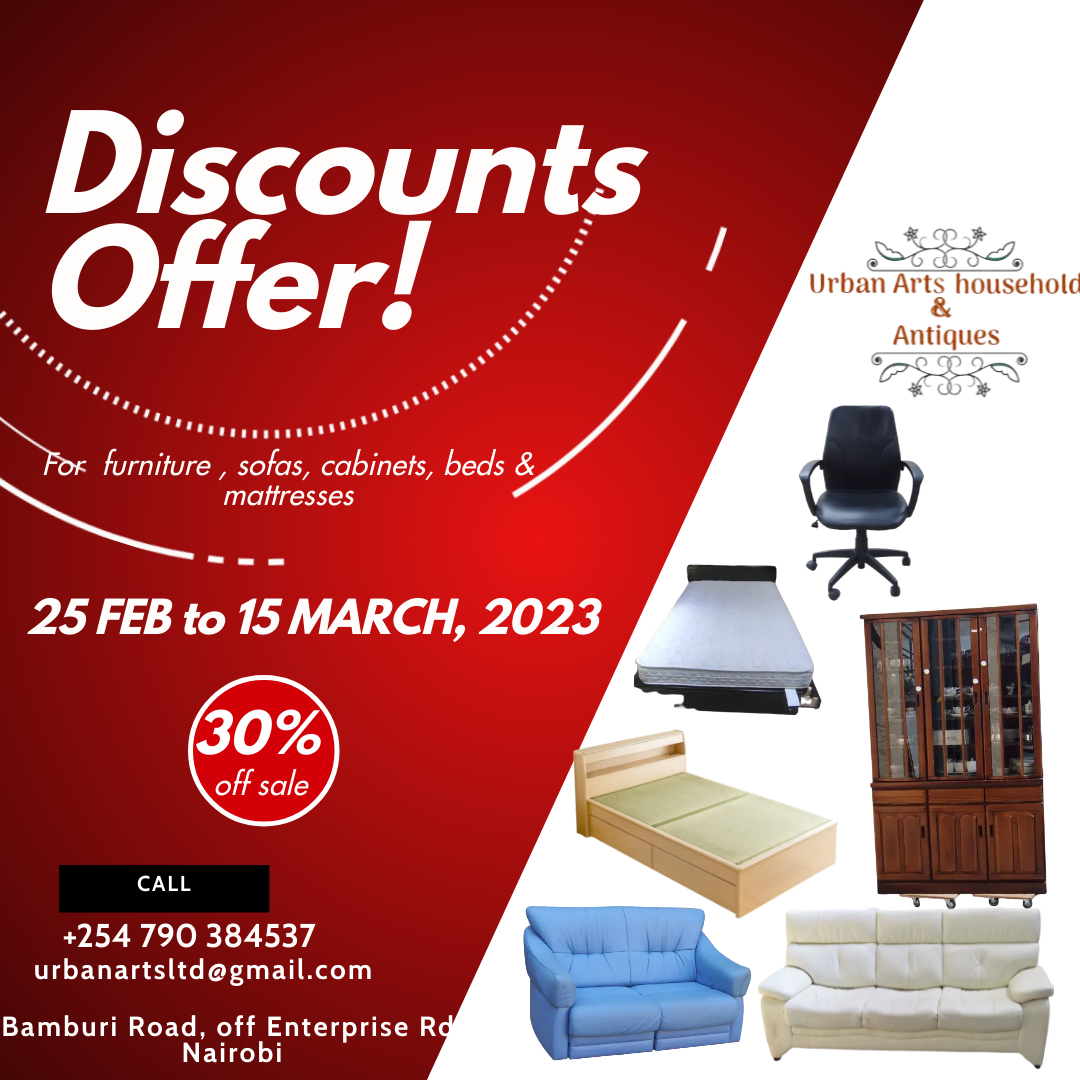 Discounts
Offer!
For furniture , sofas, cabinets, beds &
mattresses
25 FEB to 15 MARCH, 2023
30%
off sale
CALL
+254 790 384537
urbanartsltd@gmail.com
Bamburi Road, off Enterprise Rd
Nairobi
Urban Arts household
&
Antiques